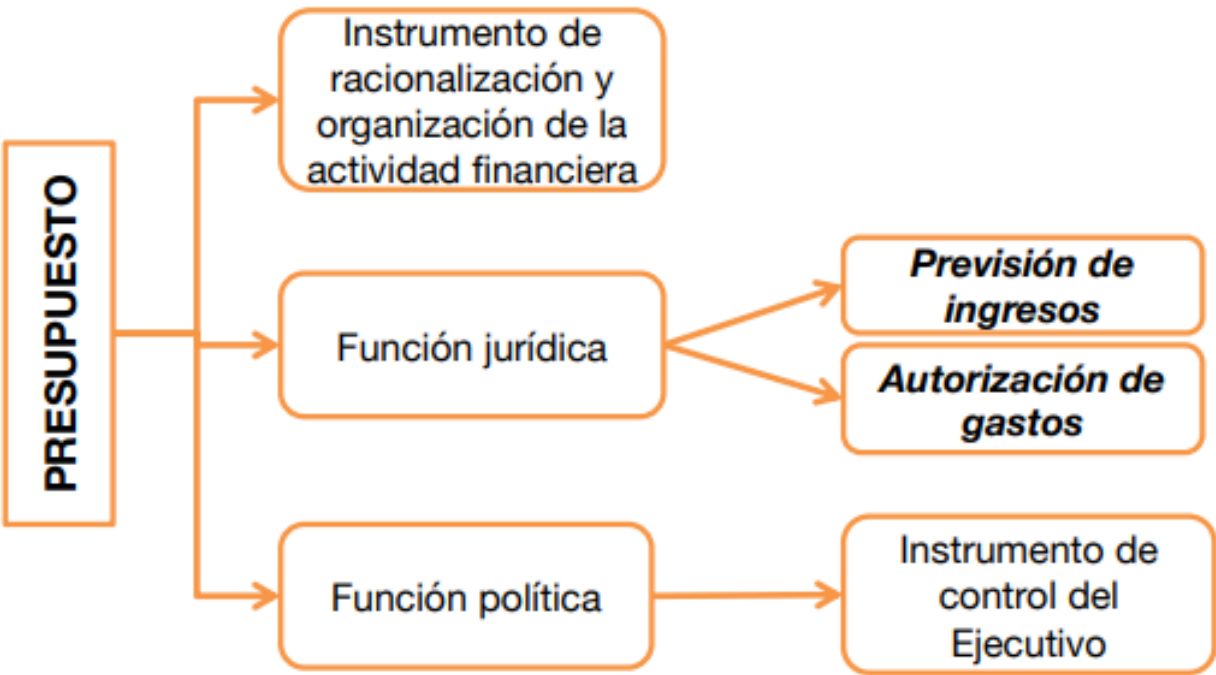 PRESUPUESTO
Instrumento de
racionalización y
organización de la
actividad financiera
Función jurídica
Previsión de
ingresos
Autorización de
gastos
Función política
Instrumento de
control del
Ejecutivo